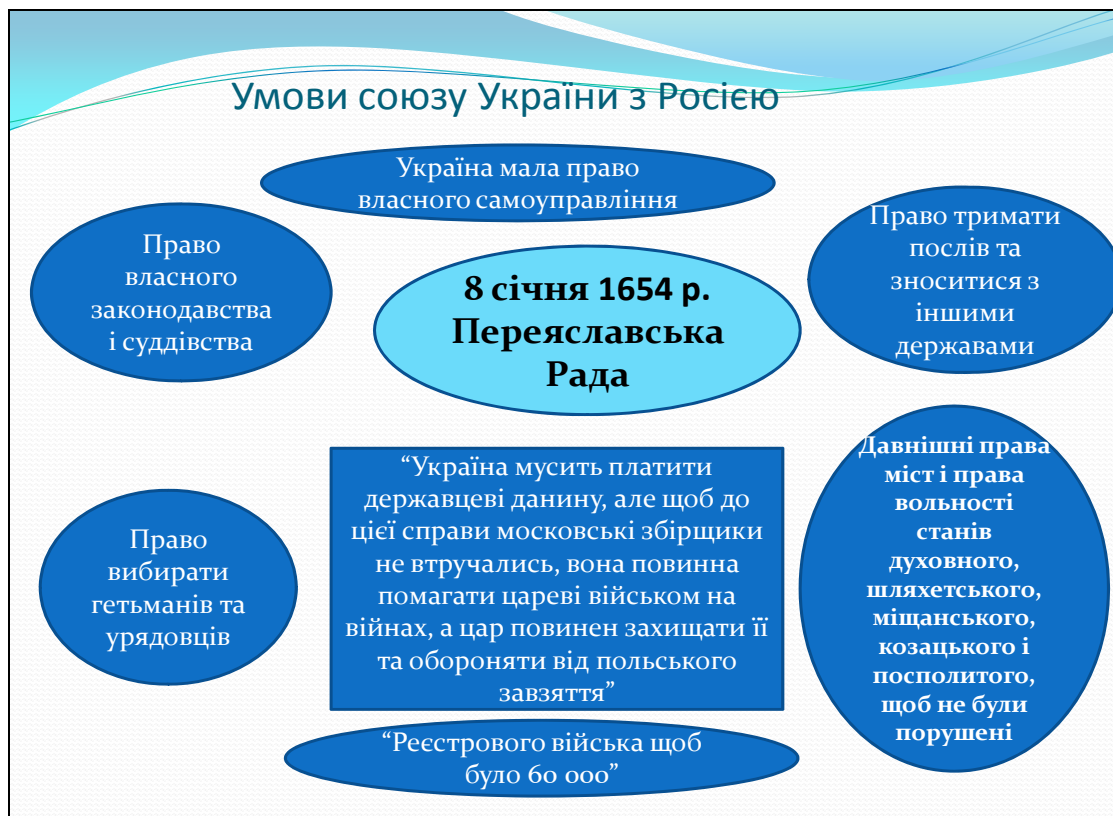 Умови союзу України з Росією
Україна мала право
власного самоуправління
Право
власного
законодавства
і суддівства
8 січня 1654 р.
Переяславська
Рада
Право тримати
послів та
зноситися з
іншими
державами
Право
вибирати
гетьманів та
урядовців
“Україна мусить платити
державцеві данину, але щоб до
цієї справи московські збірщики
не втручались, вона повинна
помагати цареві військом на
війнах, а цар повинен захищати її
та обороняти від польського
завзяття”
Давнішні права
міст і права
вольності
станів
духовного,
шляхетського,
міщанського,
козацького і
посполитого,
щоб не були
порушені
“Реєстрового війська щоб
було 60 000”